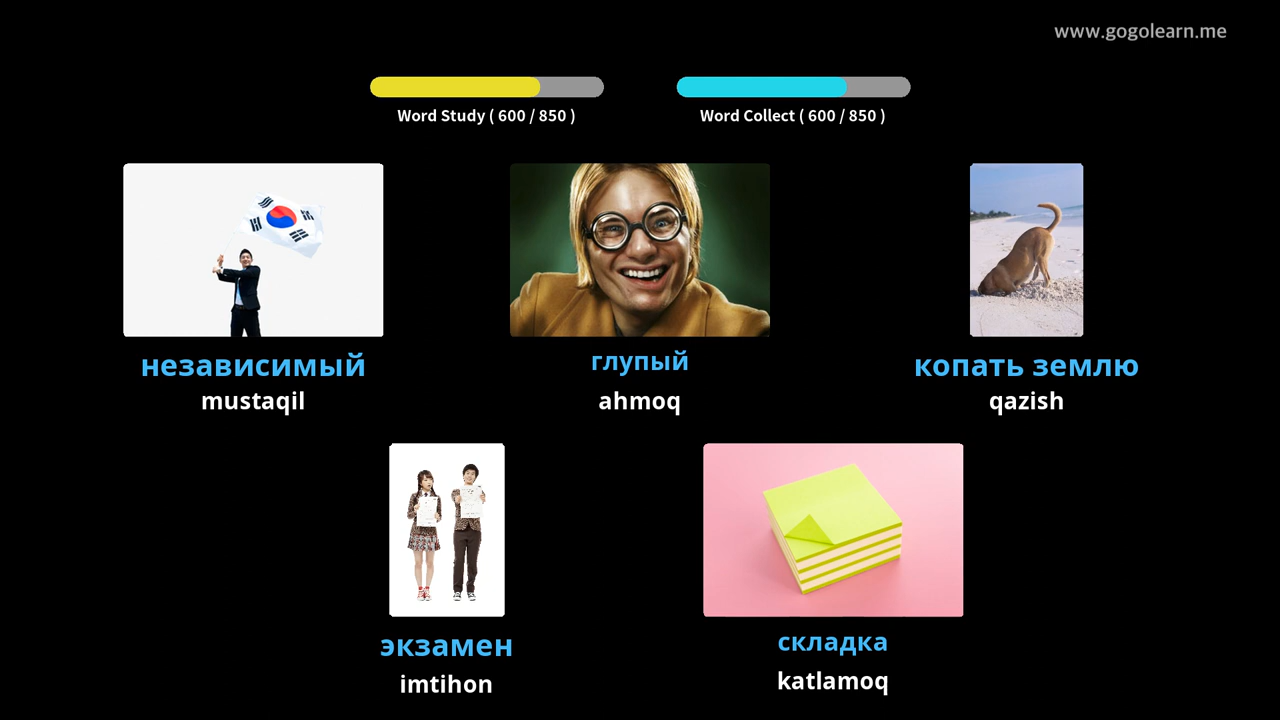 www.gogolearn.me
Word Study ( 600 / 850 )
Word Collect ( 600 / 850 )
независимый
mustaqil
глупый
ahmoq
копать землю
qazish
экзамен
imtihon
складка
katlamoq